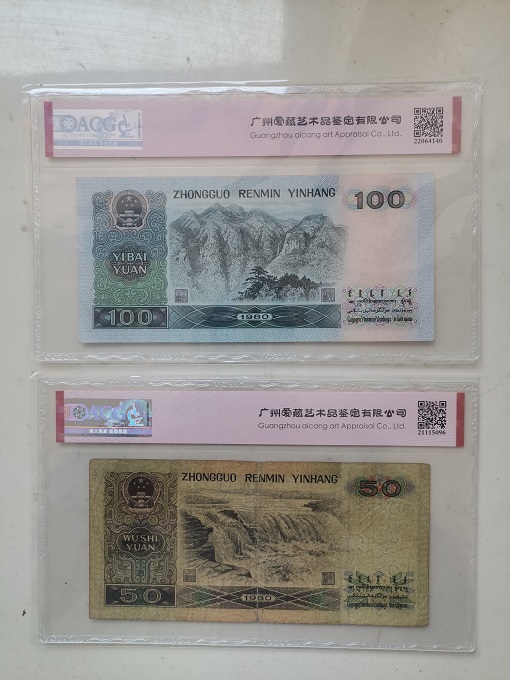 ACG
广州爱藏艺术品鉴定有限公司
Guangzhou aicang art Appraisal Co., Ltd.
22064140
ZHONGGUO RENMIN YINHANG
100
YIBAI
YUAN
100
1980
ACG
广州爱藏艺术品鉴定有限公司
Guangzhou aicang art Appraisal Co., Ltd.
21115096
ZHONGGUO RENMIN YINHANG
50
WUSHI
YUAN
50
1980